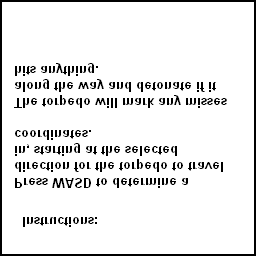 Instructions:
Press WASD to determine a
direction for the torpedo to travel
in, starting at the selected
coordinates.
The torpedo will mark any misses
along the way and detonate if it
hits anything.